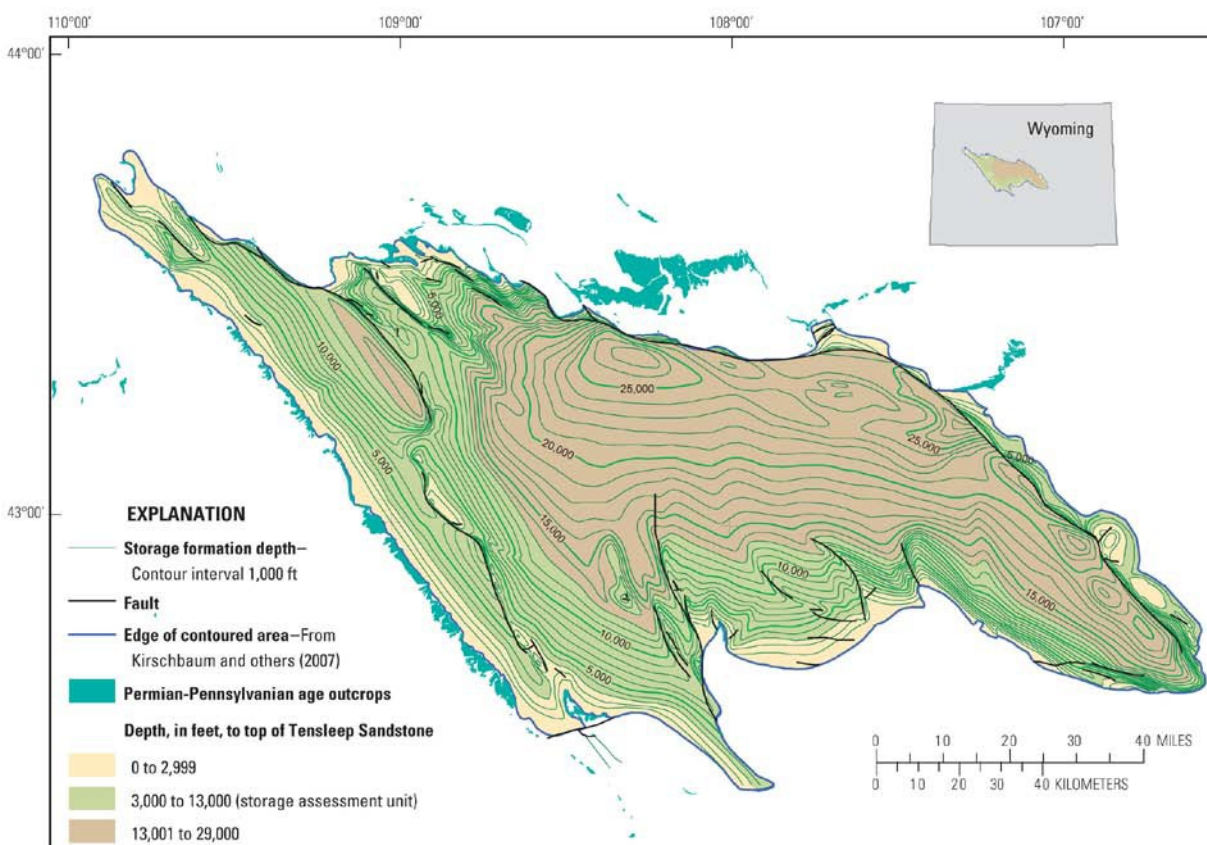 110°00'
109°00'
108°00'
107°00'
44°00'
Wyoming
5,000
10,000
25,000
5,000
20,000
25,000
5,000
43°00'
15,000
10,000
15,000
10,000
5,000
EXPLANATION
Storage formation depth–
Contour interval 1,000 ft
Fault
Edge of contoured area–From
Kirschbaum and others (2007)
Permian-Pennsylvanian age outcrops
Depth, in feet, to top of Tensleep Sandstone
0 to 2,999
3,000 to 13,000 (storage assessment unit)
13,001 to 29,000
0 10 20 30 40 MILES
0 10 20 30 40 KILOMETERS